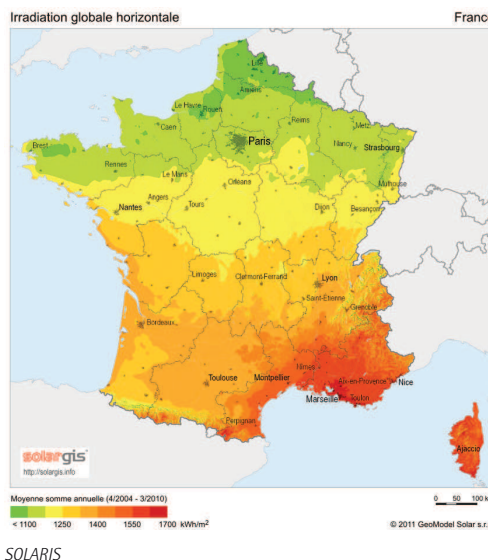 Irradiation globale horizontale
France
Lille
Amiens
Le Havre
Rouen
Caen
Reims
Metz
Paris
Nancy
Strasbourg
Brest
Rennes
Le Mans
Orléans
Mulhouse
Angers
Nantes
Tours
Dijon
Besançon
Limoges
Clermont-Ferrand
Lyon
Saint-Étienne
Grenoble
Bordeaux
Nîmes
Toulouse
Montpellier
Aix-en-Provence
Nice
Marseille
Toulon
Perpignan
Ajaccio
solargis
http://solargis.info
Moyenne somme annuelle (4/2004 - 3/2010)
0 50 100 k
< 1100 1250 1400 1550 1700 kWh/m²
© 2011 GeoModel Solar s.r.
SOLARIS